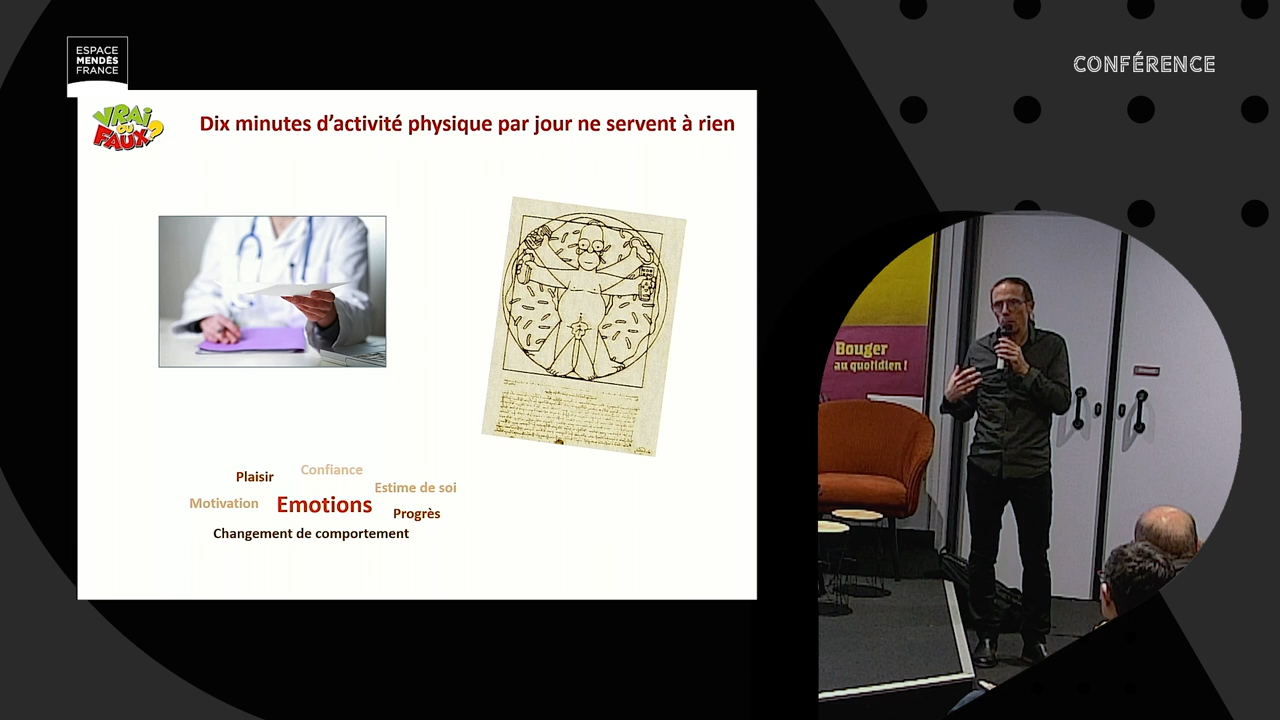 ESPACE
MENDÈS
FRANCE
CONFÉRENCE
VRAI
OU
FAUX?
Dix minutes d'activité physique par jour ne servent à rien
Plaisir
Confiance
Estime de soi
Motivation
Emotions
Progrès
Changement de comportement
Bouger
au quotidien !